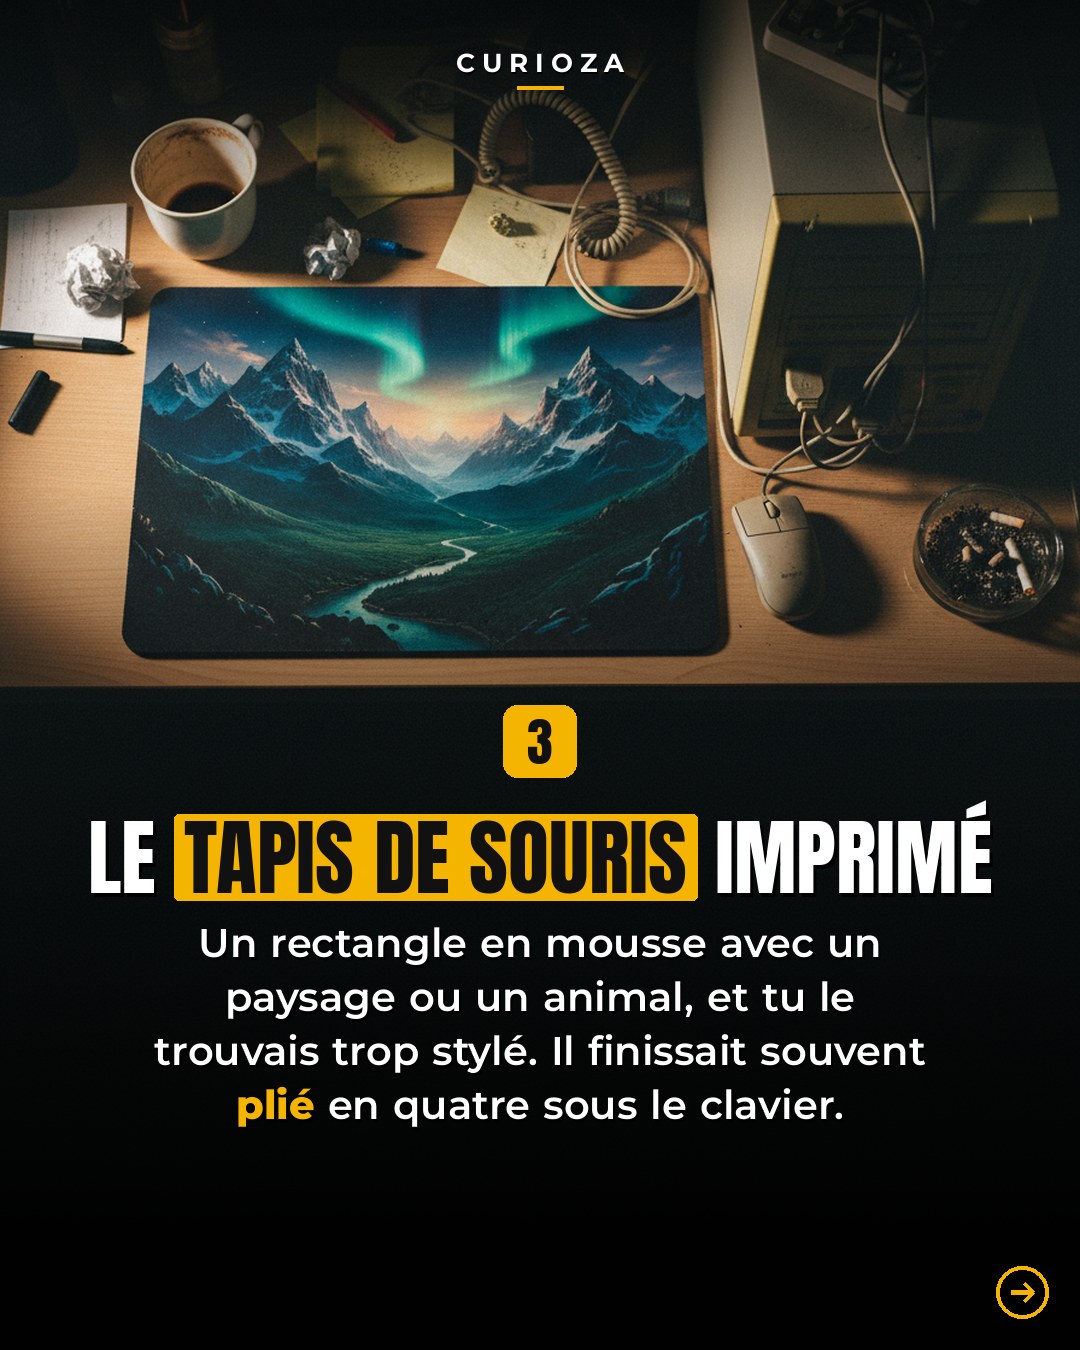 CURIOZA
3
LE TAPIS DE SOURIS IMPRIMÉ
Un rectangle en mousse avec un
paysage ou un animal, et tu le
trouvais trop stylé. Il finissait souvent
plié en quatre sous le clavier.